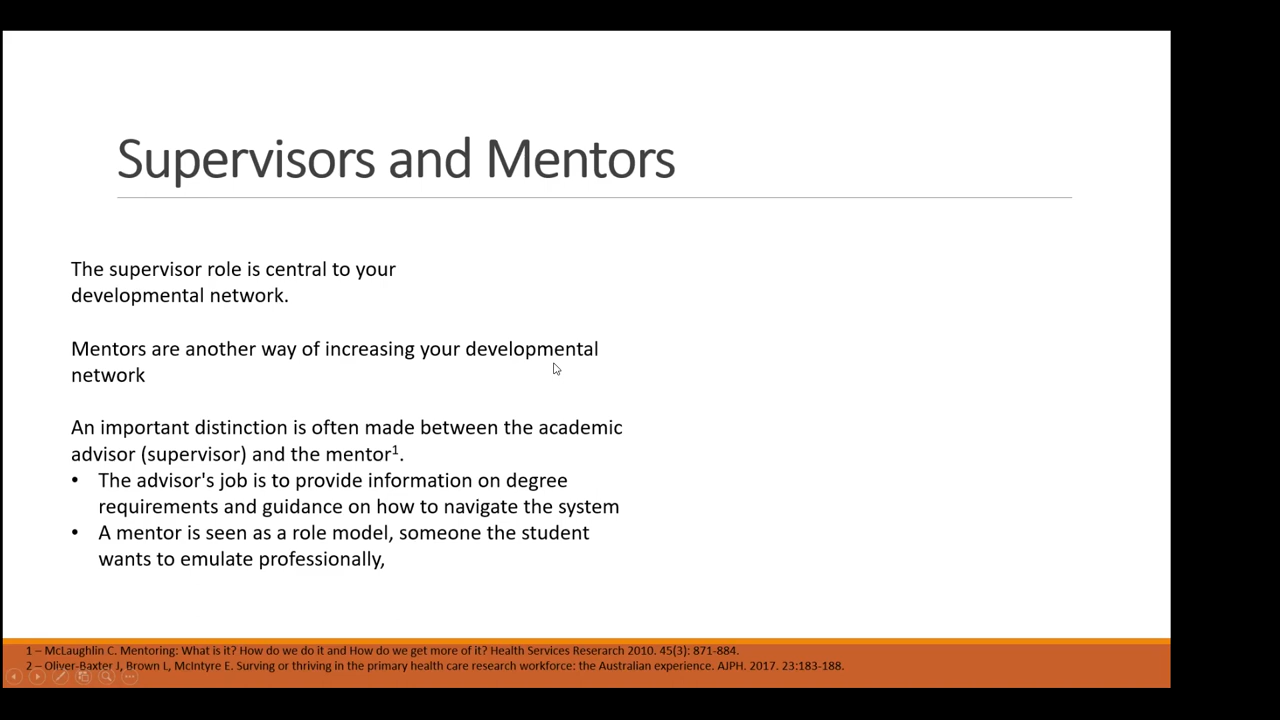 Supervisors and Mentors
The supervisor role is central to your
developmental network.
Mentors are another way of increasing your developmental
network
An important distinction is often made between the academic
advisor (supervisor) and the mentor¹.
• The advisor's job is to provide information on degree
requirements and guidance on how to navigate the system
• A mentor is seen as a role model, someone the student
wants to emulate professionally,
1 – McLaughlin C. Mentoring: What is it? How do we do it and How do we get more of it? Health Services Rerearch 2010. 45(3): 871-884.
2 – Oliver-Baxter J, Brown L, McIntyre E. Surving or thriving in the primary health care research workforce: the Australian experience. AJPH. 2017. 23:183-188.